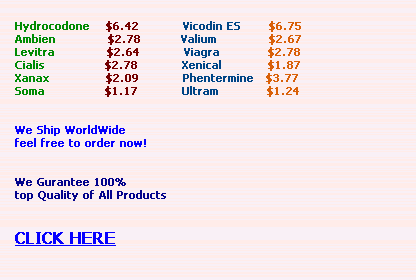 Hydrocodone $6.42 Vicodin ES $6.75
Ambien $2.78 Valium $2.67
Levitra $2.64 Viagra $2.78
Cialis $2.78 Xenical $1.87
Xanax $2.09 Phentermine $3.77
Soma $1.17 Ultram $1.24
We Ship WorldWide
feel free to order now!
We Gurantee 100%
top Quality of All Products
CLICK HERE